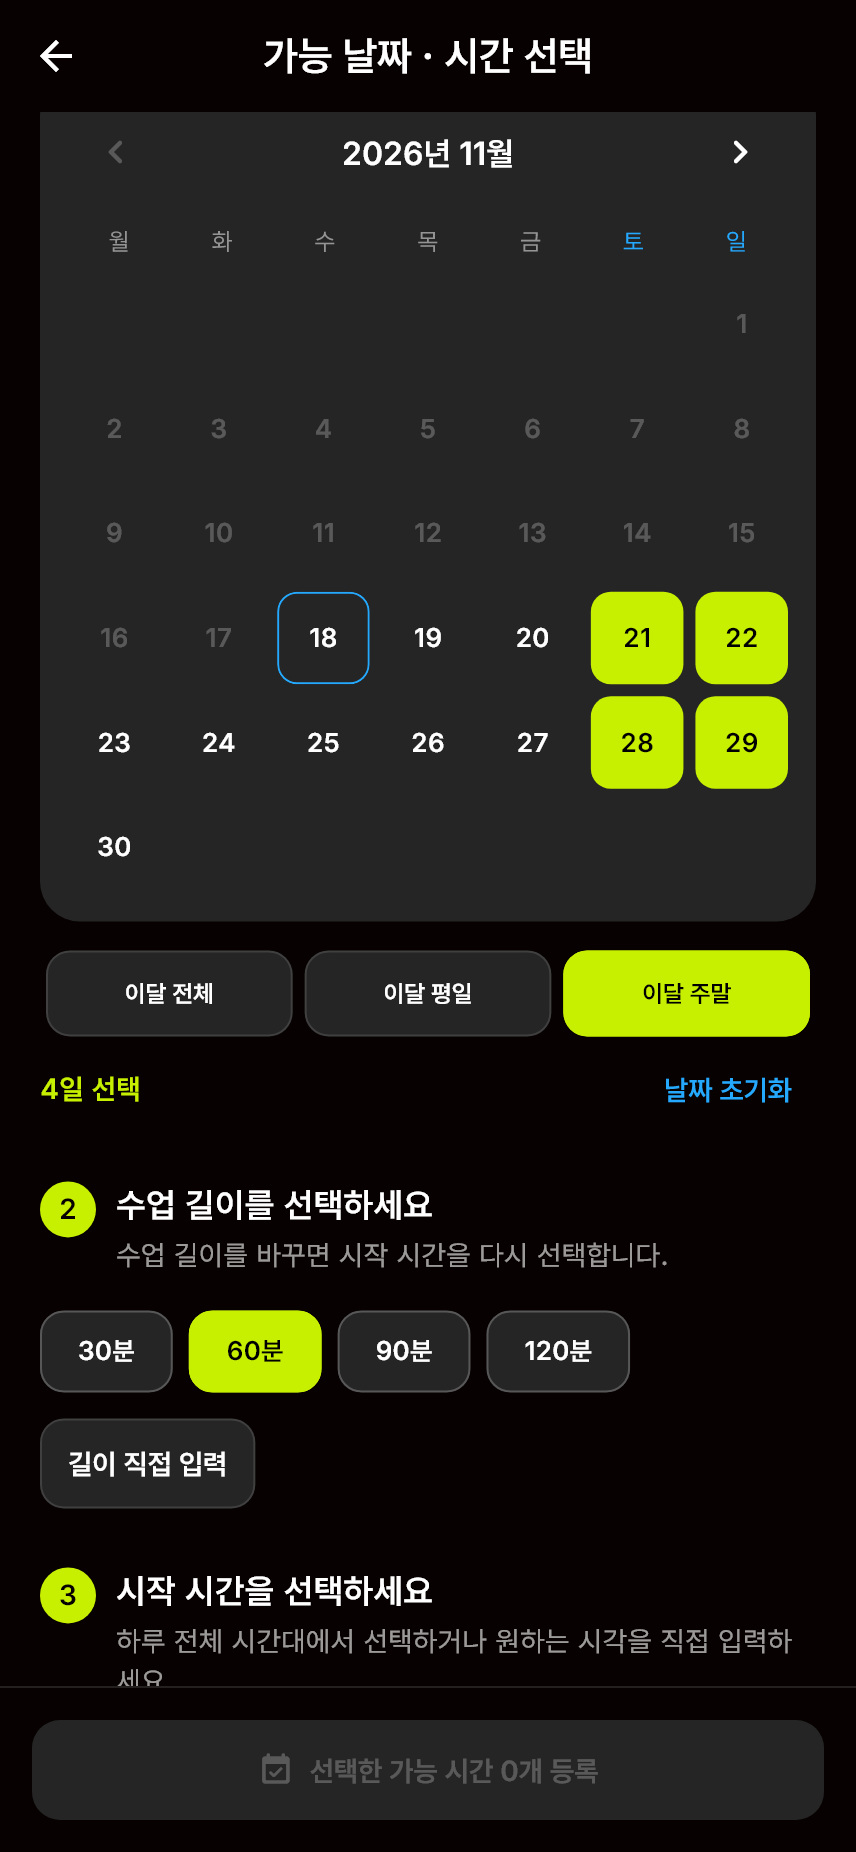 가능 날짜 · 시간 선택
2026년 11월
월 화 수 목 금 토 일
1
2 3 4 5 6 7 8
9 10 11 12 13 14 15
16 17 18 19 20 21 22
23 24 25 26 27 28 29
30
이달 전체 이달 평일 이달 주말
4일 선택 날짜 초기화
2 수업 길이를 선택하세요
수업 길이를 바꾸면 시작 시간을 다시 선택합니다.
30분 60분 90분 120분
길이 직접 입력
3 시작 시간을 선택하세요
하루 전체 시간대에서 선택하거나 원하는 시각을 직접 입력하
세요
선택한 가능 시간 0개 등록